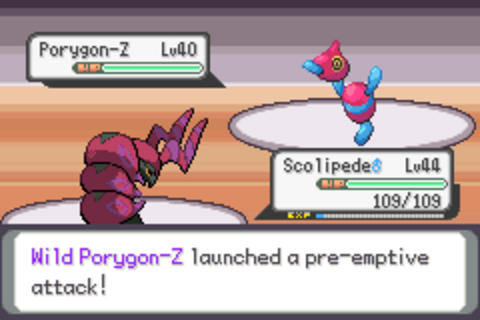 Porygon-Z Lv40
HP
Scolipede♂ Lv44
HP
109/109
EXP
Wild Porygon-Z launched a pre-emptive
attack!